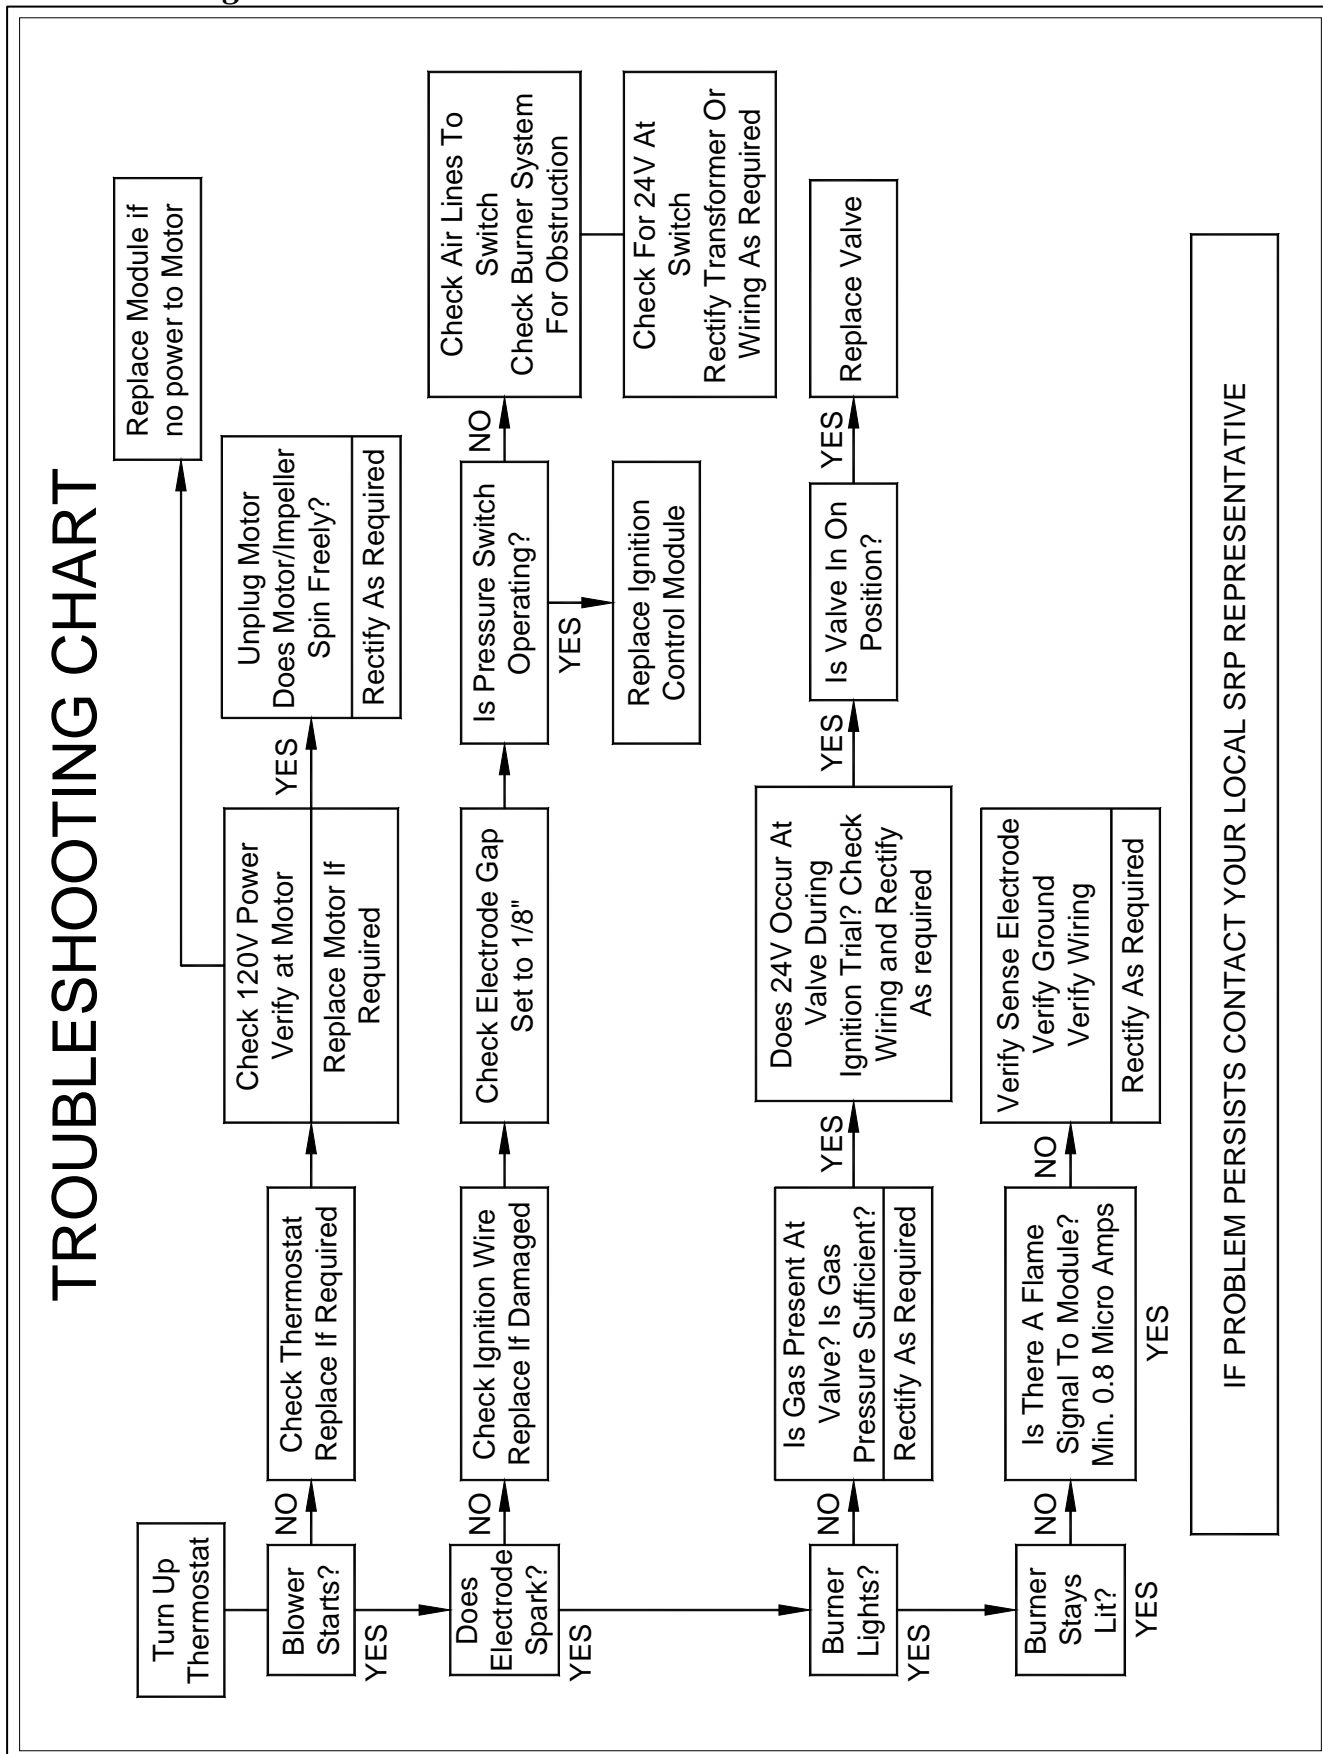 TROUBLESHOOTING CHART
Turn Up
Thermostat
Blower
Starts?
NO
YES
Check Thermostat
Replace If Required
Check 120V Power
Verify at Motor
Replace Motor If
Required
Replace Module if
no power to Motor
YES
Unplug Motor
Does Motor/Impeller
Spin Freely?
Rectify As Required
Does
Electrode
Spark?
NO
YES
Check Ignition Wire
Replace If Damaged
Check Electrode Gap
Set to 1/8"
Is Pressure Switch
Operating?
NO
YES
Check Air Lines To
Switch
Check Burner System
For Obstruction
Check For 24V At
Switch
Rectify Transformer Or
Wiring As Required
Replace Ignition
Control Module
Burner
Lights?
NO
YES
Is Gas Present At
Valve? Is Gas
Pressure Sufficient?
Rectify As Required
YES
Does 24V Occur At
Valve During
Ignition Trial? Check
Wiring and Rectify
As required
YES
Is Valve In On
Position?
YES
Replace Valve
Burner
Stays
Lit?
NO
YES
Is There A Flame
Signal To Module?
Min. 0.8 Micro Amps
NO
YES
Verify Sense Electrode
Verify Ground
Verify Wiring
Rectify As Required
IF PROBLEM PERSISTS CONTACT YOUR LOCAL SRP REPRESENTATIVE